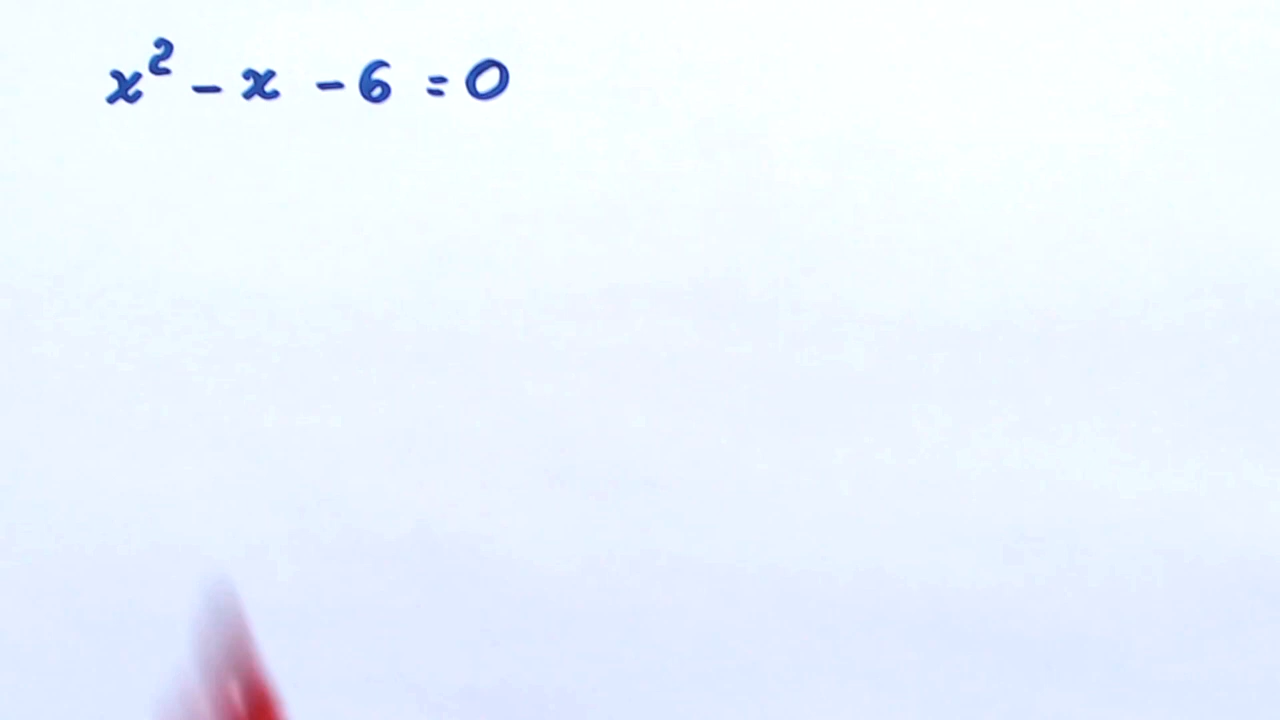 x² - x - 6 = 0